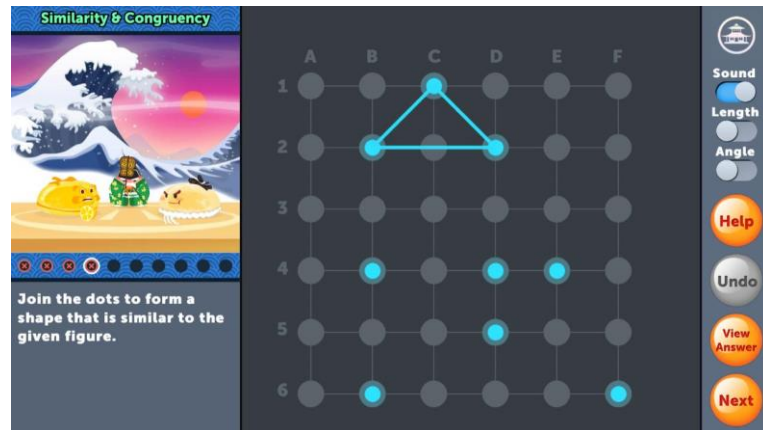 Similarity & Congruency
A B C D E F
1
2
3
4
5
6
Join the dots to form a
shape that is similar to the
given figure.
Sound
Length
Angle
Help
Undo
View
Answer
Next